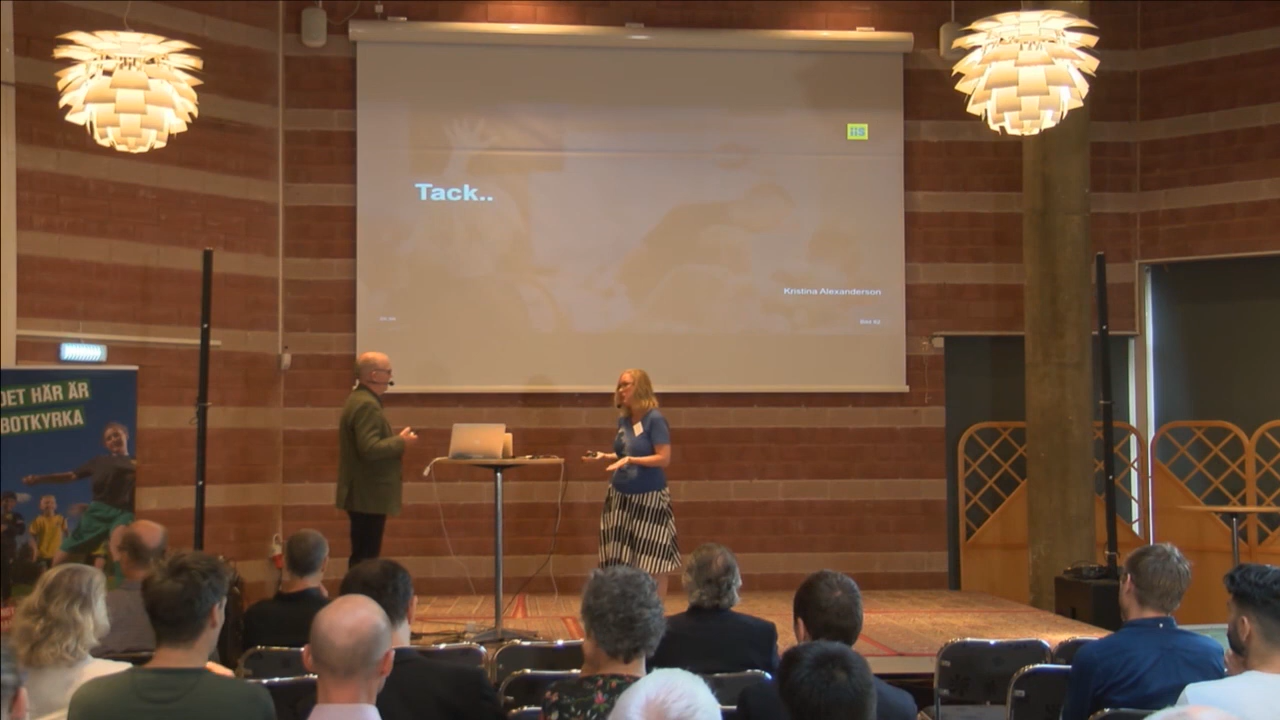 iis
Tack..
Kristina Alexanderson
DET HÄR ÄR
BOTKYRKA